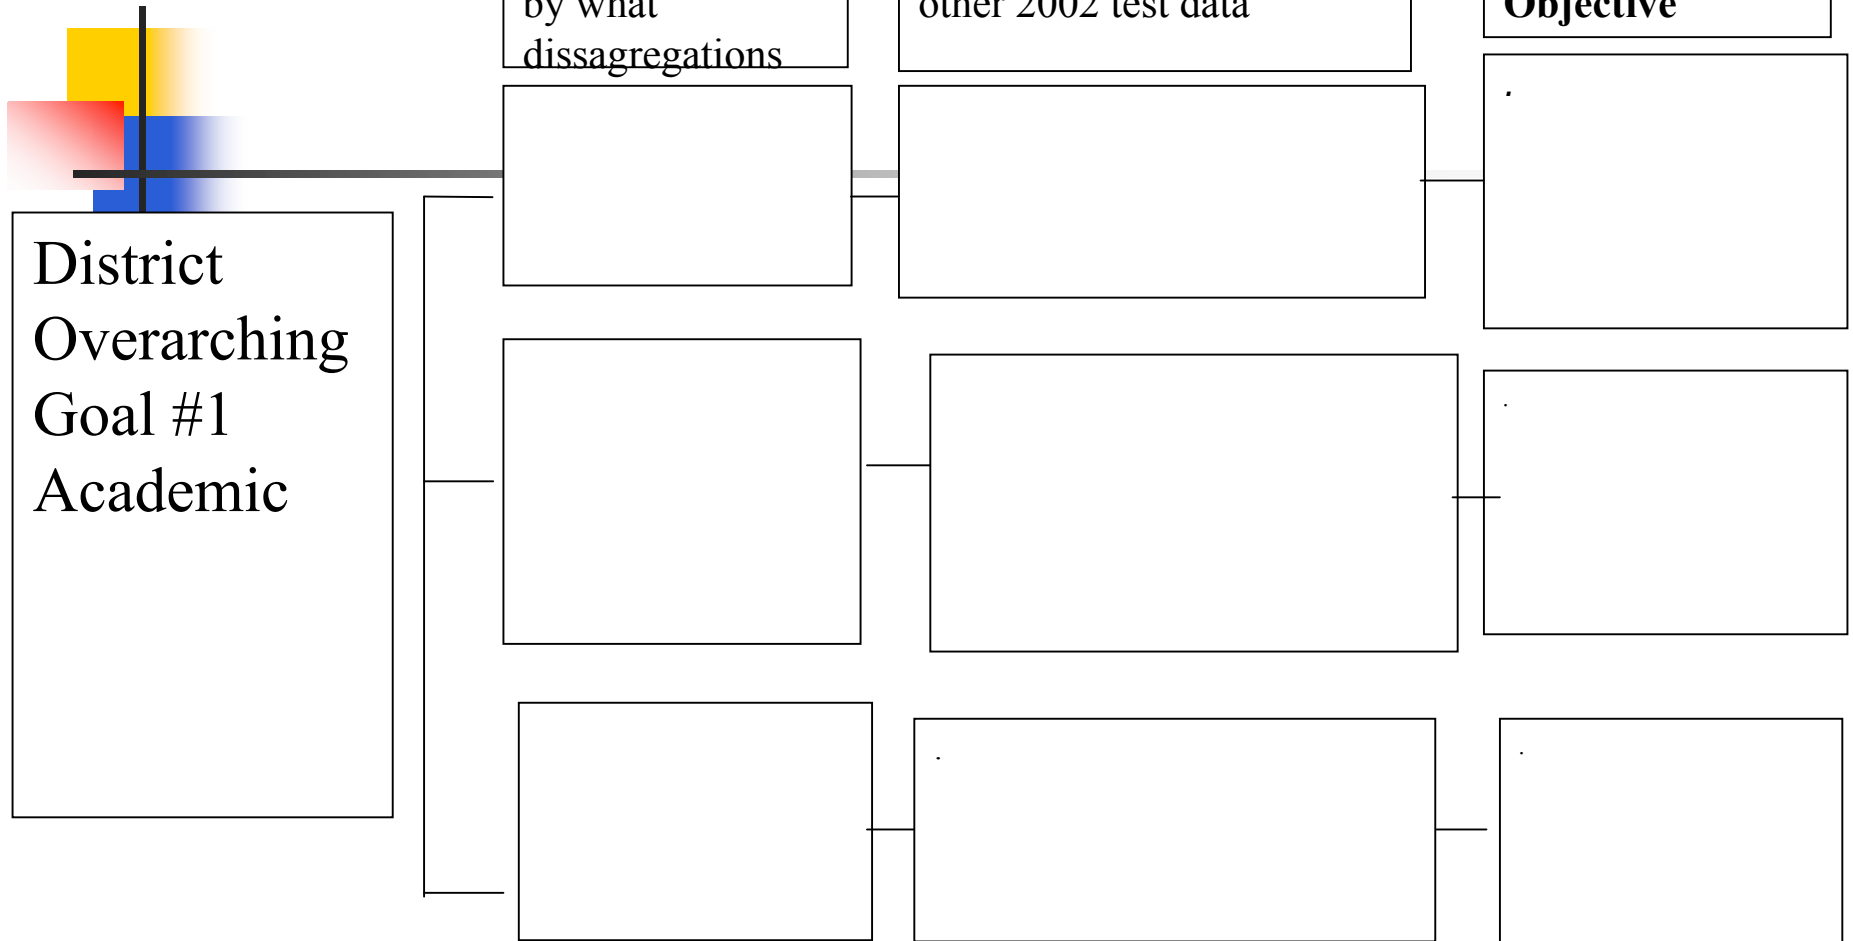 by what
dissagregations
other 2002 test data
Objective
.
District
Overarching
Goal #1
Academic
.
.
.